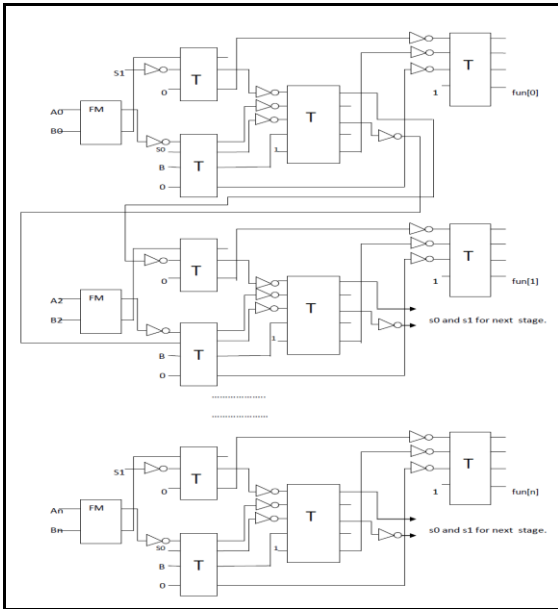 S1
T
0
1
fun[0]
A0
B0
FM
T
1
S0
B
0
T
T
0
1
fun[1]
A2
B2
FM
T
1
B
0
T
s0 and s1 for next stage.
T
S1
T
0
1
fun[n]
An
Bn
FM
T
1
S0
B
0
T
s0 and s1 for next stage.
T